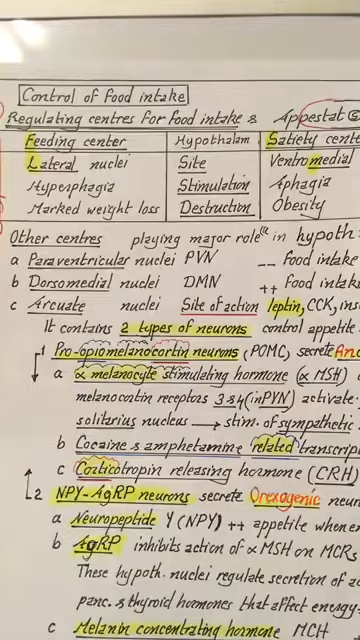 Control of food intake
Regulating centres for food intake & Appestat
Feeding center Hypothalam. Satiety cent
Lateral nuclei Site Ventromedial
Hyperphagia Stimulation Aphagia
Marked weight loss Destruction Obesity
Other centres playing major role in hypoth
a Paraventricular nuclei PVN -- food intake
b Dorsomedial nuclei DMN ++ food intake
c Arcuate nuclei Site of action leptin, CCK, ins
It contains 2 types of neurons control appetite
1 Pro-opiomelanocortin neurons (POMC, secrete An
a α melanocyte stimulating hormone (α MSH)
melanocortin receptors 3&4 (in PVN) activate
solitarius nucleus → stim. of sympathetic
b Cocaine & amphetamine related transcrip
c Corticotropin releasing hormone (CRH)
2 NPY-AgRP neurons secrete Orexogenic neur
a Neuropeptide Y (NPY) ++ appetite when e
b AgRP inhibits action of α MSH on MCRs
These hypoth. nuclei regulate secretion of
panc. & thyroid hormones that affect energy
c Melanin concentrating hormone MCH